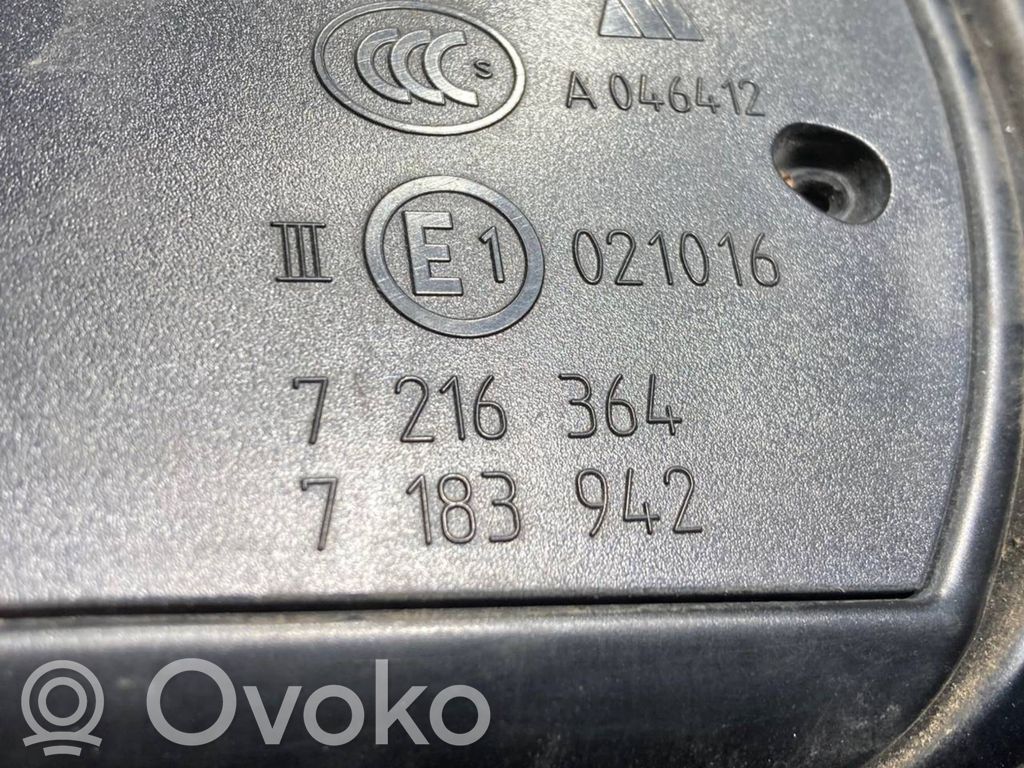 CCC S
A 046412
III E1 021016
7 216 364
7 183 942
Ovoko